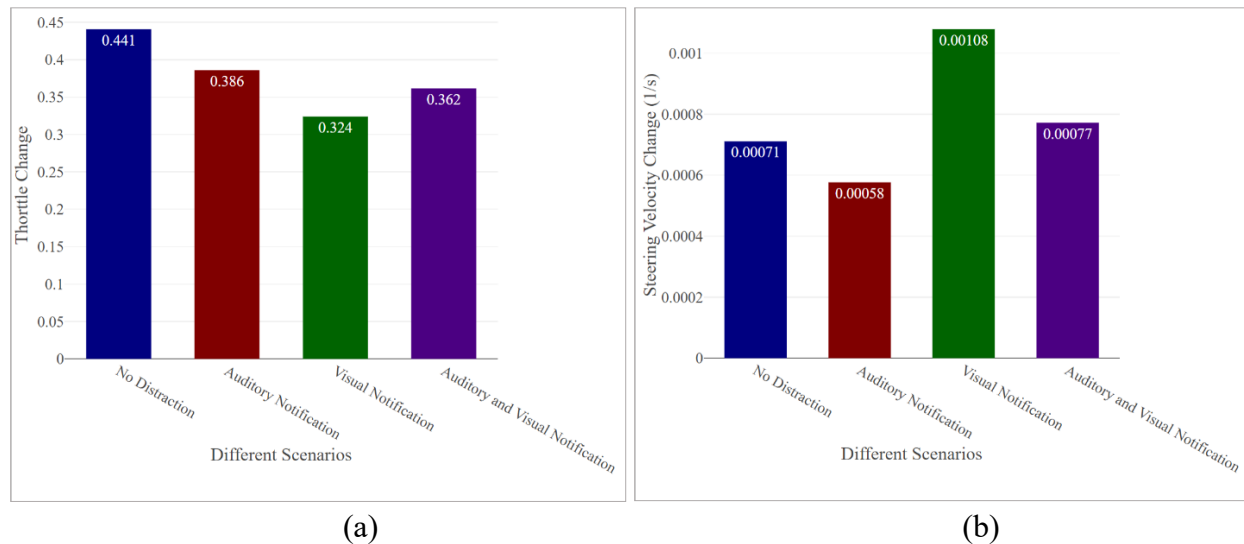 0.45
0.4
0.35
0.3
0.25
0.2
0.15
0.1
0.05
0
Thorttle Change
0.441
0.386
0.324
0.362
No Distraction
Auditory Notification
Visual Notification
Auditory and Visual Notification
Different Scenarios
(a)
0.001
0.0008
0.0006
0.0004
0.0002
0
Steering Velocity Change (1/s)
0.00071
0.00058
0.00108
0.00077
No Distraction
Auditory Notification
Visual Notification
Auditory and Visual Notification
Different Scenarios
(b)